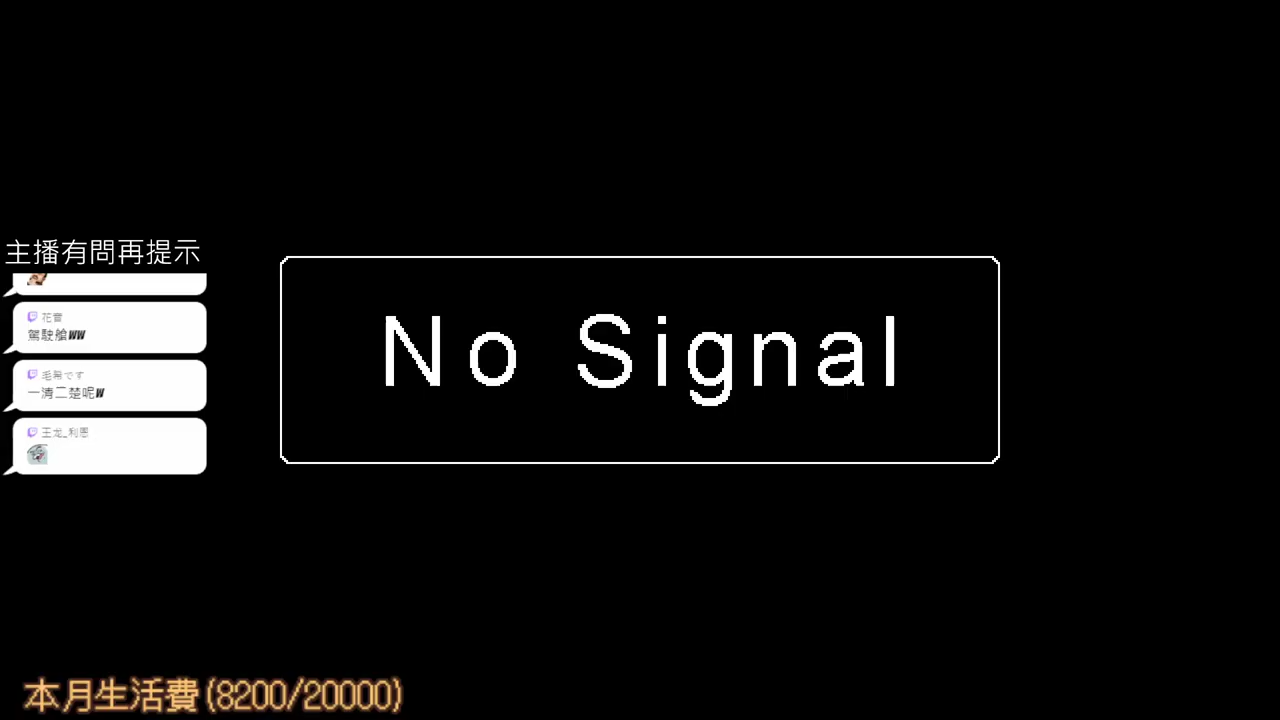 主播有問再提示
花音
駕駛艙WW
No Signal
毛帶です
一清二楚呢W
王龙_利恩
本月生活費(8200/20000)